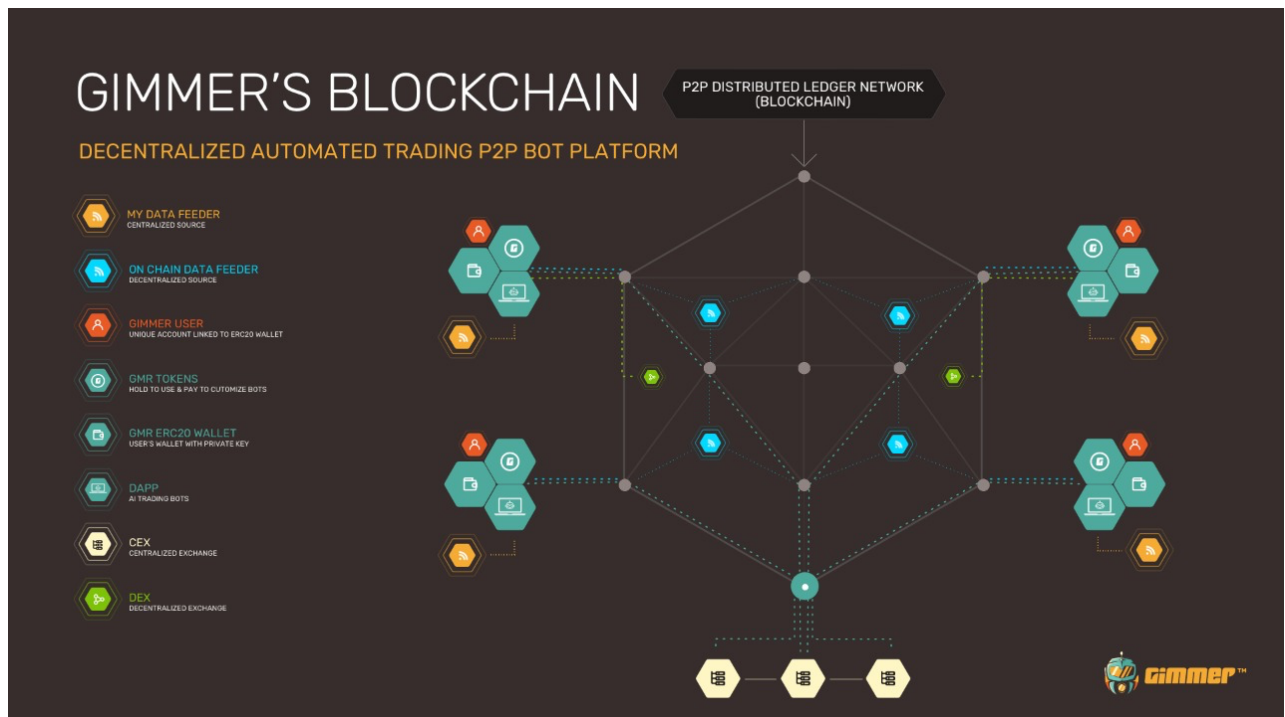 GIMMER'S BLOCKCHAIN
P2P DISTRIBUTED LEDGER NETWORK
(BLOCKCHAIN)
DECENTRALIZED AUTOMATED TRADING P2P BOT PLATFORM
MY DATA FEEDER
CENTRALIZED SOURCE
ON CHAIN DATA FEEDER
DECENTRALIZED SOURCE
GIMMER USER
UNIQUE ACCOUNT LINKED TO ERC20 WALLET
GMR TOKENS
HOLD TO USE & PAY TO CUTOMIZE BOTS
GMR ERC20 WALLET
USER'S WALLET WITH PRIVATE KEY
DAPP
AI TRADING BOTS
CEX
CENTRALIZED EXCHANGE
DEX
DECENTRALIZED EXCHANGE
Gimmer™